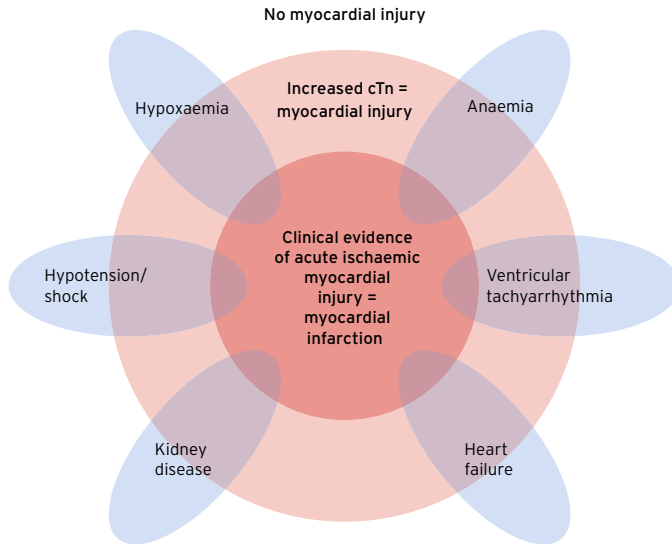 No myocardial injury
Increased cTn =
myocardial injury
Hypoxaemia
Anaemia
Clinical evidence
of acute ischaemic
myocardial
injury =
myocardial
infarction
Hypotension/
shock
Ventricular
tachyarrhythmia
Kidney
disease
Heart
failure